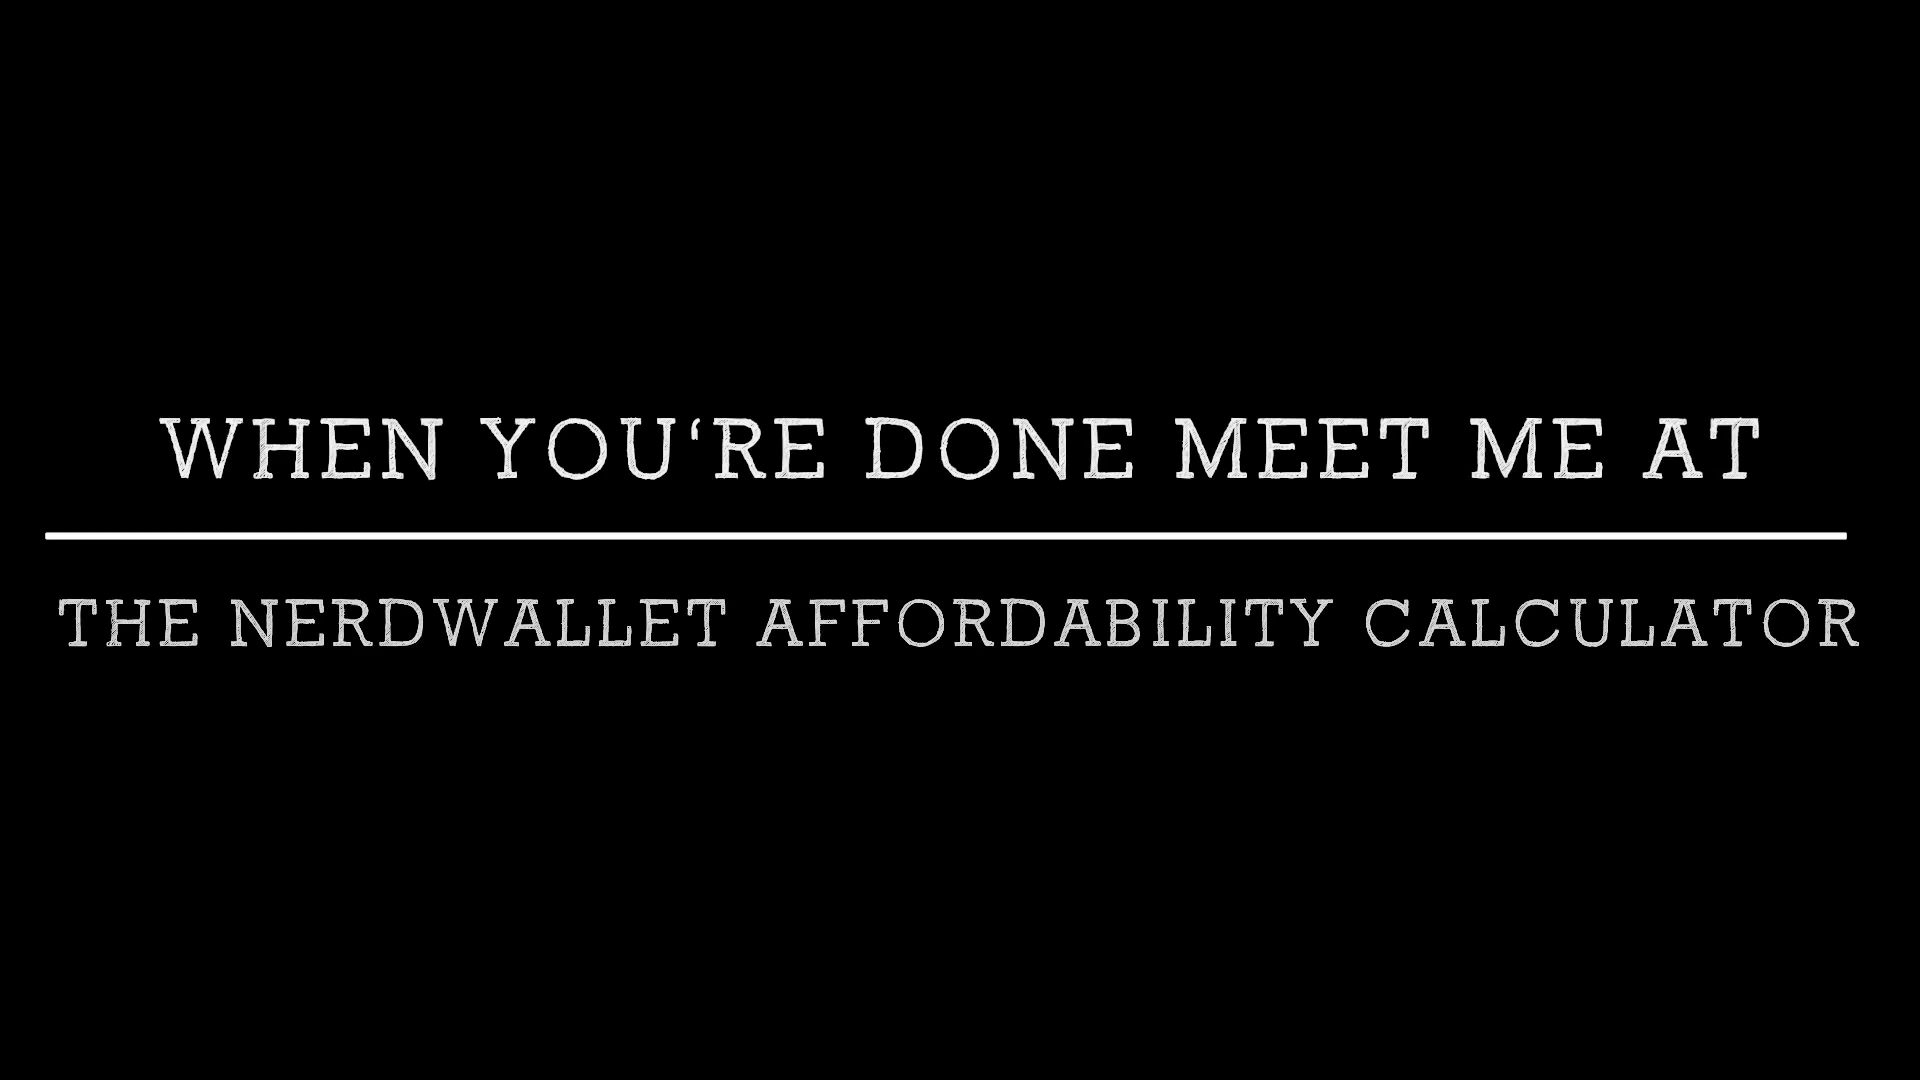 WHEN YOU‘RE DONE MEET ME AT
THE NERDWALLET AFFORDABILITY CALCULATOR